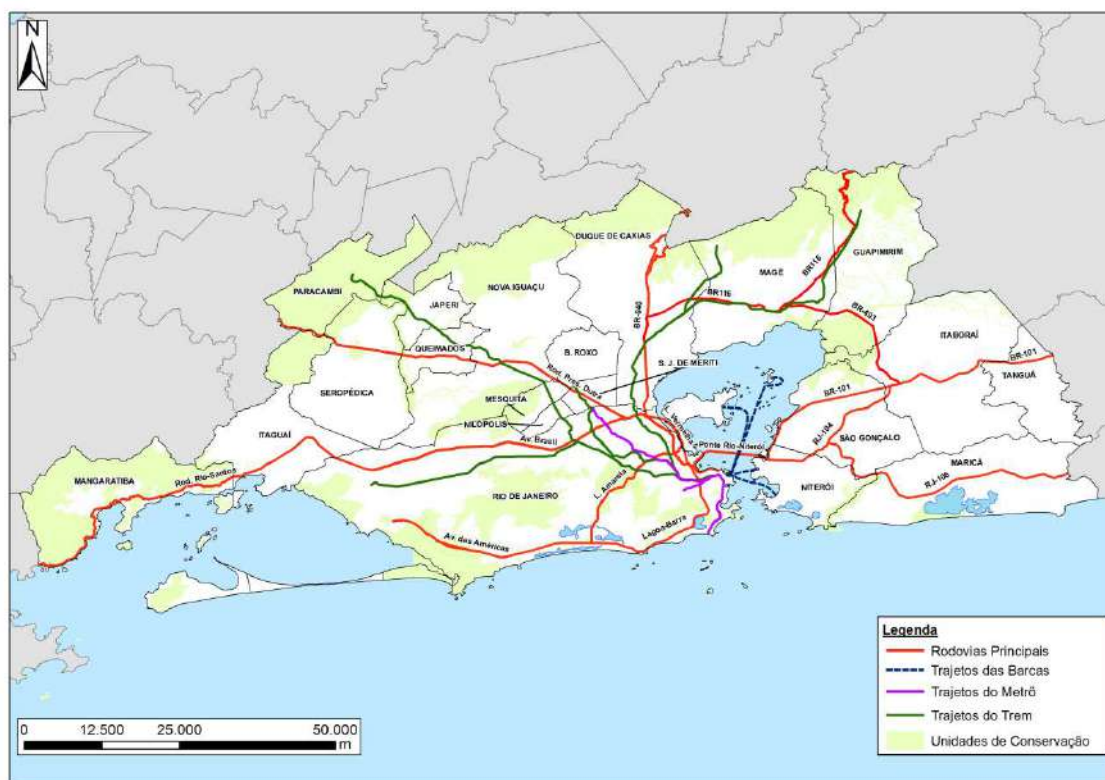 N
DUQUE DE CAXIAS
GUAPIMIRIM
MAGÉ
BR116
PARACAMBI
NOVA IGUAÇU
JAPERI
BR116
BR-040
BR-493
ITABORAÍ
QUEIMADOS
B. ROXO
S. J. DE MERITI
BR-101
TANGUÁ
SEROPÉDICA
Rod. Pres. Dutra
MESQUITA
BR-101
NILÓPOLIS
ITAGUAÍ
Av. Brasil
L. Vermelha
Ponte Rio-Niterói
RJ-104
SÃO GONÇALO
MANGARATIBA
Rod. Rio-Santos
RIO DE JANEIRO
L. Amarela
NITERÓI
MARICÁ
RJ-106
Av. das Américas
Lagoa-Barra
Legenda
Rodovias Principais
Trajetos das Barcas
Trajetos do Metrô
Trajetos do Trem
Unidades de Conservação
0 12.500 25.000 50.000
m